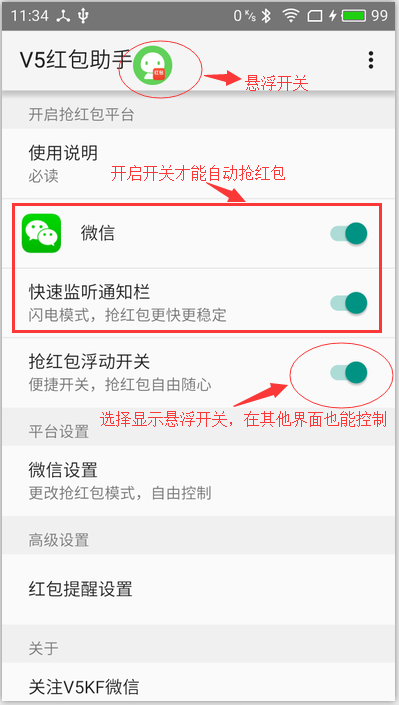 11:34 0 K/s 99
V5红包助手
红包
悬浮开关
开启抢红包平台
使用说明
必读
开启开关才能自动抢红包
微信
快速监听通知栏
闪电模式，抢红包更快更稳定
抢红包浮动开关
便捷开关，抢红包自由随心
选择显示悬浮开关，在其他界面也能控制
平台设置
微信设置
更改抢红包模式，自由控制
高级设置
红包提醒设置
关于
关注V5KF微信